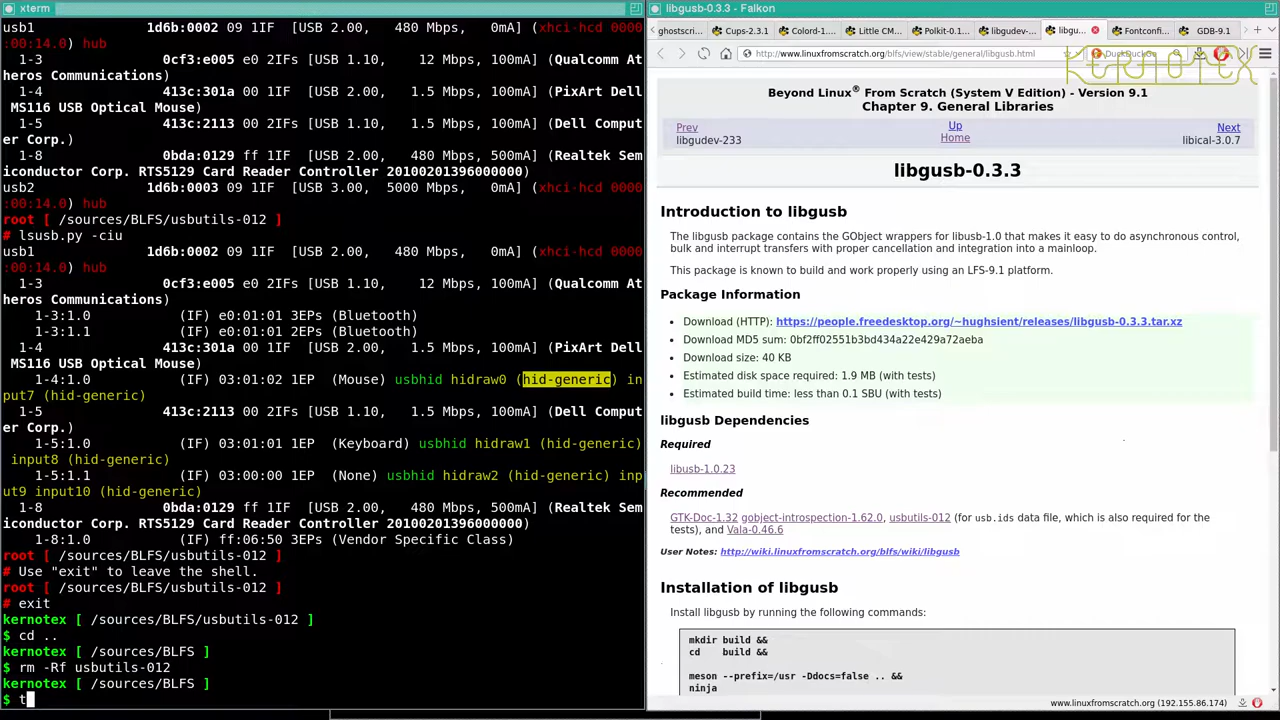 xterm
usb1 1d6b:0002 09 1IF [USB 2.00, 480 Mbps, 0mA] (xhci-hcd 0000
:00:14.0) hub
1-3 0cf3:e005 e0 2IFs [USB 1.10, 12 Mbps, 100mA] (Qualcomm At
heros Communications)
1-4 413c:301a 00 1IF [USB 2.00, 1.5 Mbps, 100mA] (PixArt Dell
MS116 USB Optical Mouse)
1-5 413c:2113 00 2IFs [USB 1.10, 1.5 Mbps, 100mA] (Dell Comput
er Corp.)
1-8 0bda:0129 ff 1IF [USB 2.00, 480 Mbps, 500mA] (Realtek Sem
iconductor Corp. RTS5129 Card Reader Controller 20100201396000000)
usb2 1d6b:0003 09 1IF [USB 3.00, 5000 Mbps, 0mA] (xhci-hcd 0000
:00:14.0) hub
root [ /sources/BLFS/usbutils-012 ]
# lsusb.py -ciu
usb1 1d6b:0002 09 1IF [USB 2.00, 480 Mbps, 0mA] (xhci-hcd 0000
:00:14.0) hub
1-3 0cf3:e005 e0 2IFs [USB 1.10, 12 Mbps, 100mA] (Qualcomm At
heros Communications)
1-3:1.0 (IF) e0:01:01 3EPs (Bluetooth)
1-3:1.1 (IF) e0:01:01 2EPs (Bluetooth)
1-4 413c:301a 00 1IF [USB 2.00, 1.5 Mbps, 100mA] (PixArt Dell
MS116 USB Optical Mouse)
1-4:1.0 (IF) 03:01:02 1EP (Mouse) usbhid hidraw0 (hid-generic) in
put7 (hid-generic)
1-5 413c:2113 00 2IFs [USB 1.10, 1.5 Mbps, 100mA] (Dell Comput
er Corp.)
1-5:1.0 (IF) 03:01:01 1EP (Keyboard) usbhid hidraw1 (hid-generic)
input8 (hid-generic)
1-5:1.1 (IF) 03:00:00 1EP (None) usbhid hidraw2 (hid-generic) inp
ut9 input10 (hid-generic)
1-8 0bda:0129 ff 1IF [USB 2.00, 480 Mbps, 500mA] (Realtek Sem
iconductor Corp. RTS5129 Card Reader Controller 20100201396000000)
1-8:1.0 (IF) ff:06:50 3EPs (Vendor Specific Class)
root [ /sources/BLFS/usbutils-012 ]
# Use "exit" to leave the shell.
root [ /sources/BLFS/usbutils-012 ]
# exit
kernotex [ /sources/BLFS/usbutils-012 ]
$ cd ..
kernotex [ /sources/BLFS ]
$ rm -Rf usbutils-012
kernotex [ /sources/BLFS ]
$ t
libgusb-0.3.3 - Falkon
ghostscri... Cups-2.3.1 Colord-1.... Little CM... Polkit-0.1... libgudev-... libgu... Fontconfi... GDB-9.1
http://www.linuxfromscratch.org/blfs/view/stable/general/libgusb.html DuckDuckGo
KERNOTEX
Beyond Linux® From Scratch (System V Edition) - Version 9.1
Chapter 9. General Libraries
Prev Up Next
libgudev-233 Home libical-3.0.7
libgusb-0.3.3
Introduction to libgusb
The libgusb package contains the GObject wrappers for libusb-1.0 that makes it easy to do asynchronous control,
bulk and interrupt transfers with proper cancellation and integration into a mainloop.
This package is known to build and work properly using an LFS-9.1 platform.
Package Information
• Download (HTTP): https://people.freedesktop.org/~hughsient/releases/libgusb-0.3.3.tar.xz
• Download MD5 sum: 0bf2ff02551b3bd434a22e429a72aeba
• Download size: 40 KB
• Estimated disk space required: 1.9 MB (with tests)
• Estimated build time: less than 0.1 SBU (with tests)
libgusb Dependencies
Required
libusb-1.0.23
Recommended
GTK-Doc-1.32 gobject-introspection-1.62.0, usbutils-012 (for usb.ids data file, which is also required for the
tests), and Vala-0.46.6
User Notes: http://wiki.linuxfromscratch.org/blfs/wiki/libgusb
Installation of libgusb
Install libgusb by running the following commands:
mkdir build &&
cd build &&
meson --prefix=/usr -Ddocs=false .. &&
ninja
www.linuxfromscratch.org (192.155.86.174)